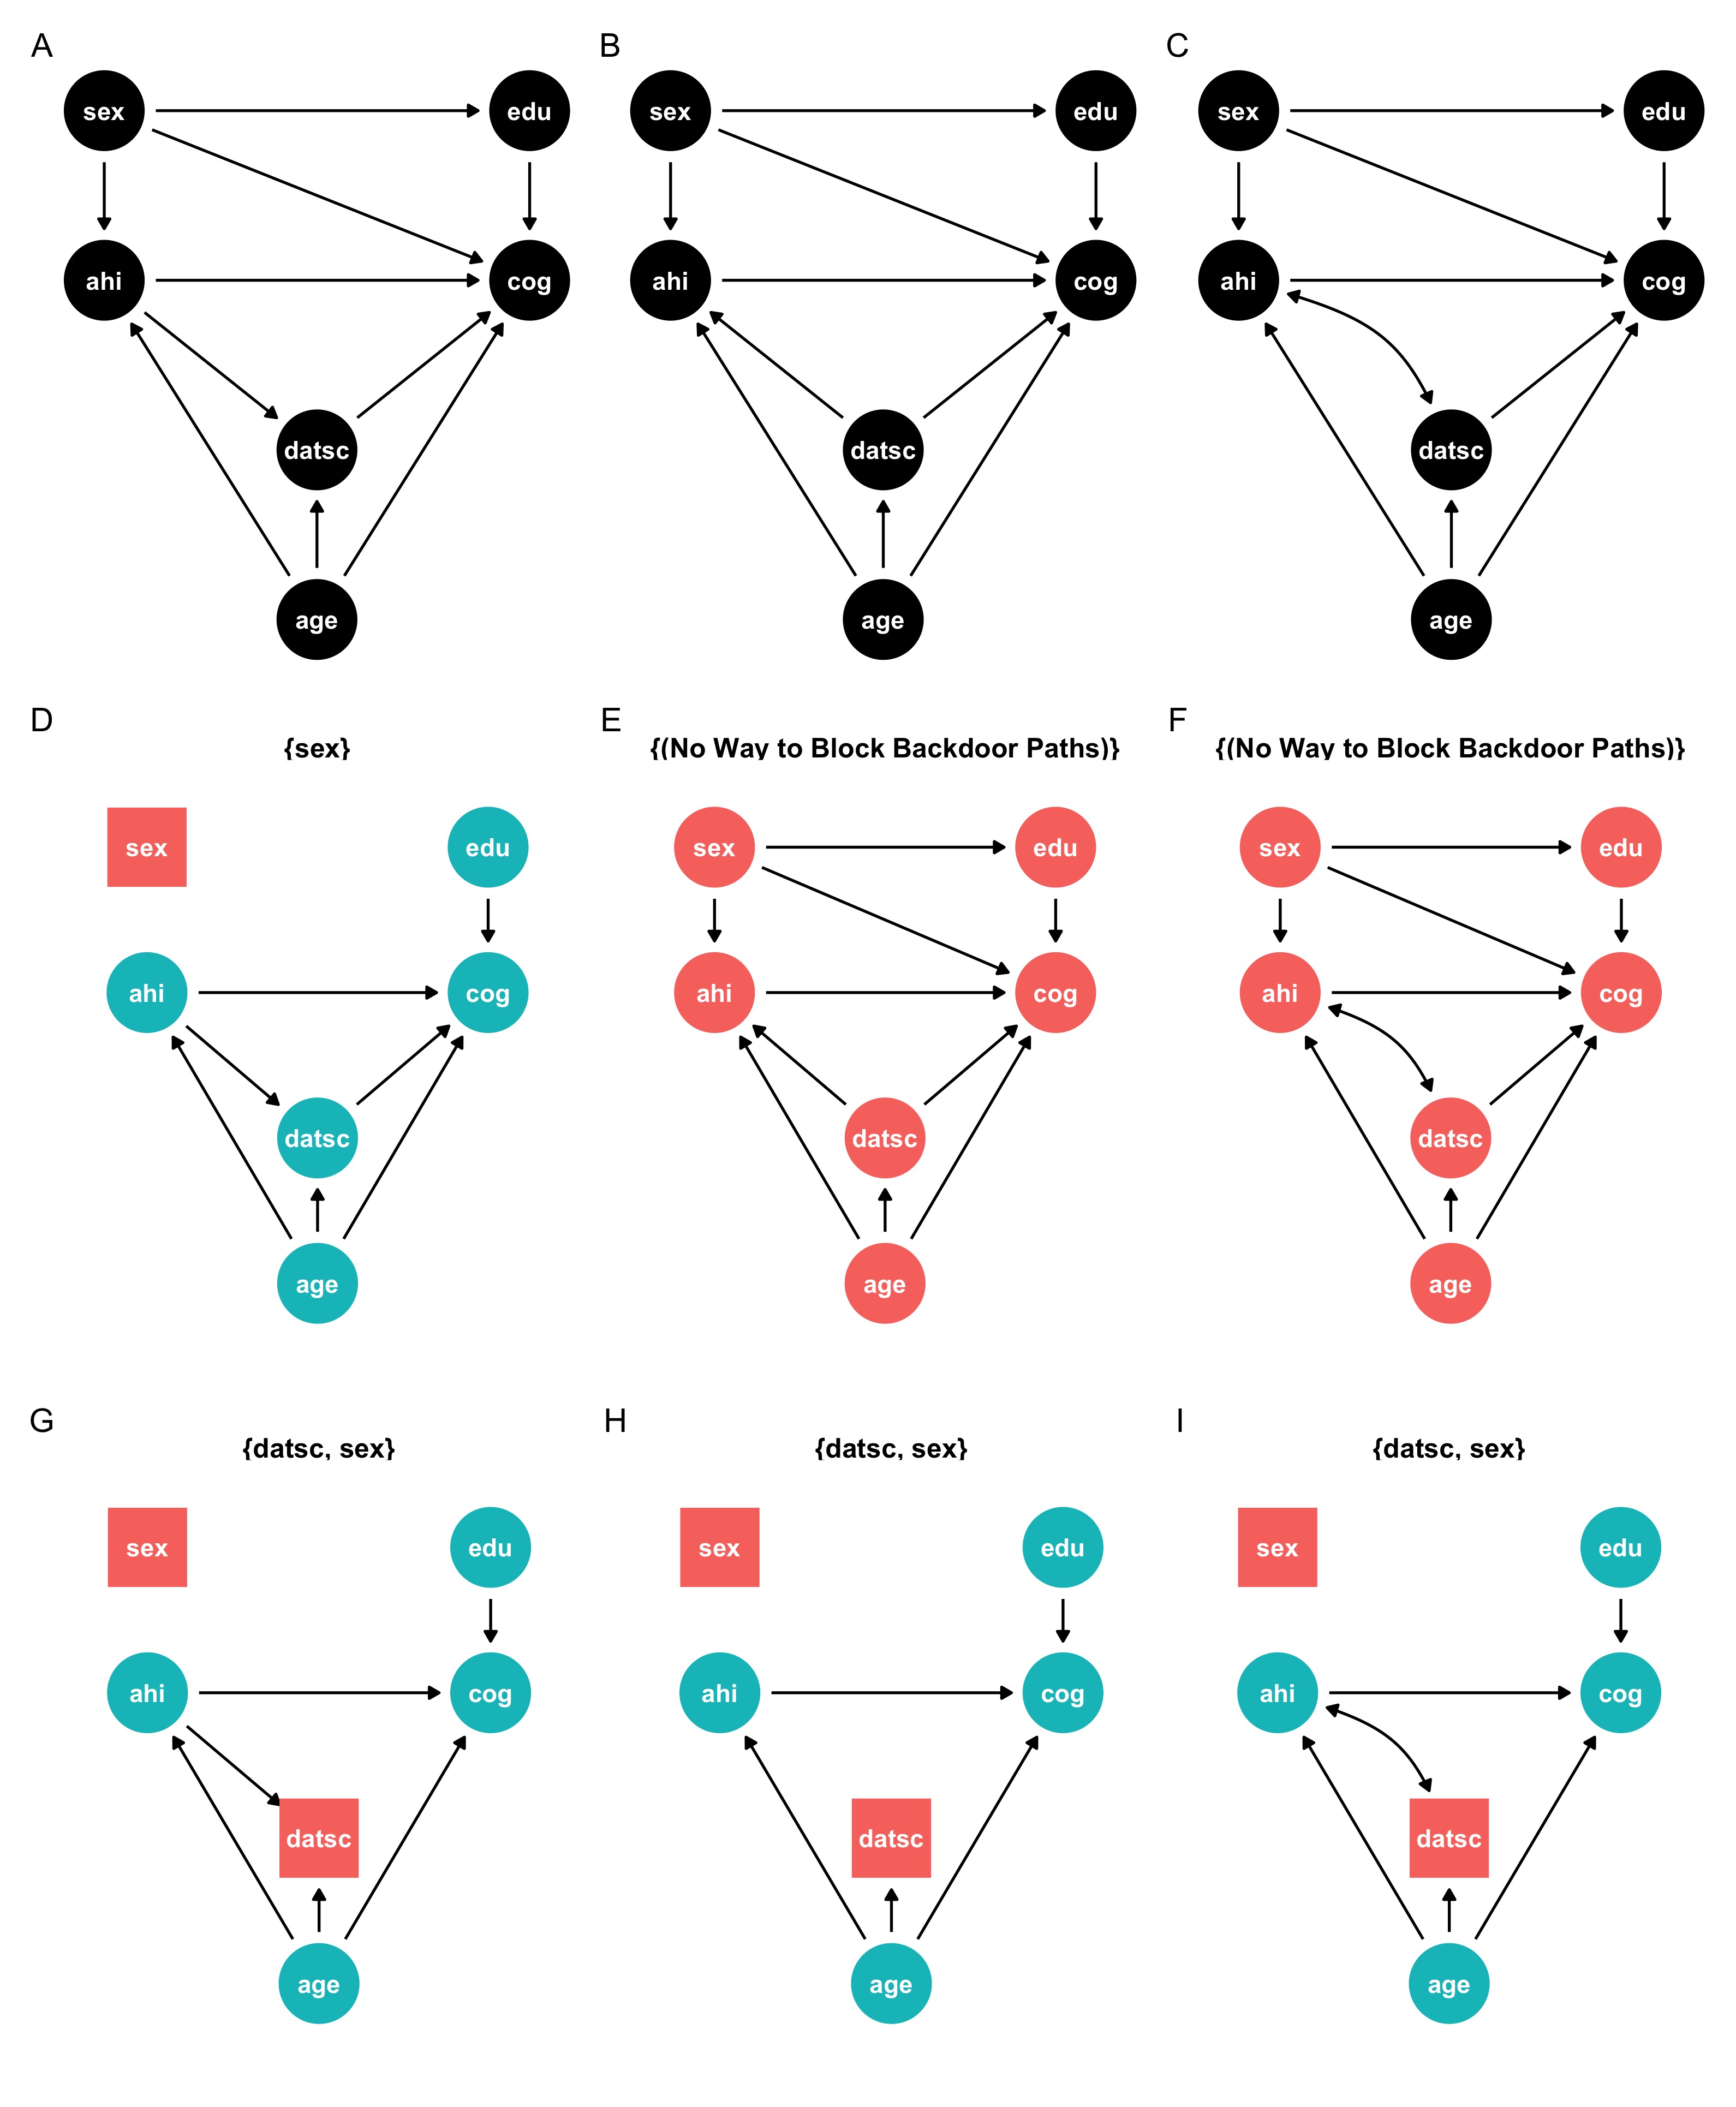 A
B
C
sex
edu
sex
edu
sex
edu
ahi
cog
ahi
cog
ahi
cog
datsc
datsc
datsc
age
age
age
D
E
F
{sex}
{(No Way to Block Backdoor Paths)}
{(No Way to Block Backdoor Paths)}
sex
edu
sex
edu
sex
edu
ahi
cog
ahi
cog
ahi
cog
datsc
datsc
datsc
age
age
age
G
H
I
{datsc, sex}
{datsc, sex}
{datsc, sex}
sex
edu
sex
edu
sex
edu
ahi
cog
ahi
cog
ahi
cog
datsc
datsc
datsc
age
age
age